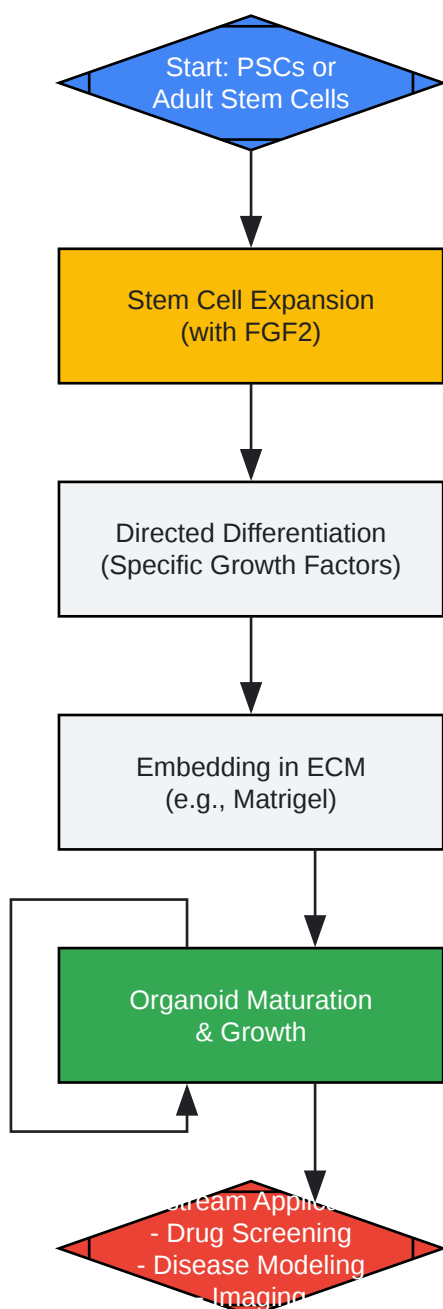 Start: PSCs or
Adult Stem Cells
Stem Cell Expansion
(with FGF2)
Directed Differentiation
(Specific Growth Factors)
Embedding in ECM
(e.g., Matrigel)
Organoid Maturation
& Growth
- Drug Screening
- Disease Modeling
- Imaging